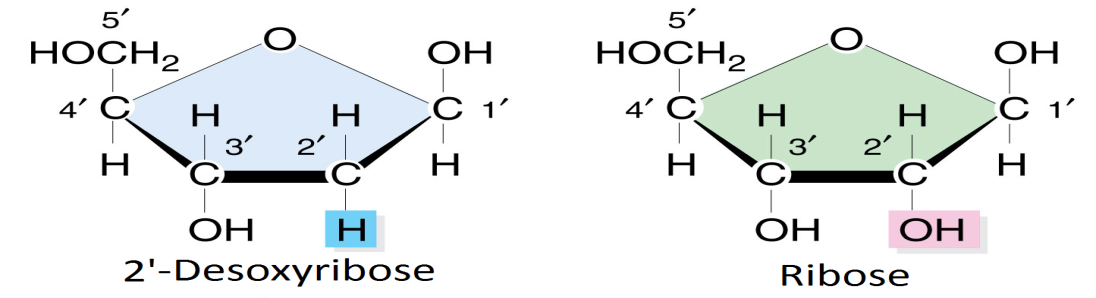 5′ 5′
HOCH2 O OH HOCH2 O OH
4′ C H H C 1′ 4′ C H H C 1′
H 3′ 2′ H H 3′ 2′ H
C C C C
OH H OH OH
2'-Desoxyribose Ribose